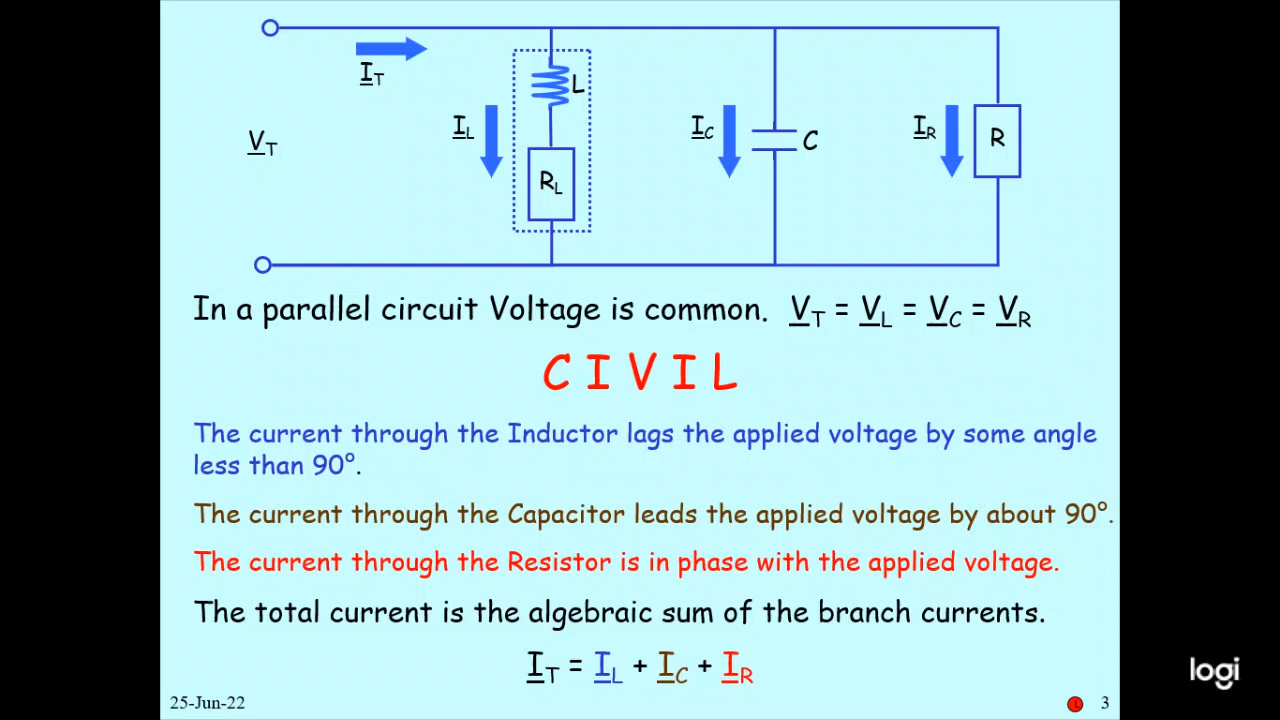 I_T
L
I_L
I_C
I_R
R
V_T
C
R_L
In a parallel circuit Voltage is common. V_T = V_L = V_C = V_R
C I V I L
The current through the Inductor lags the applied voltage by some angle
less than 90°.
The current through the Capacitor leads the applied voltage by about 90°.
The current through the Resistor is in phase with the applied voltage.
The total current is the algebraic sum of the branch currents.
I_T = I_L + I_C + I_R
logi
25-Jun-22
L
3